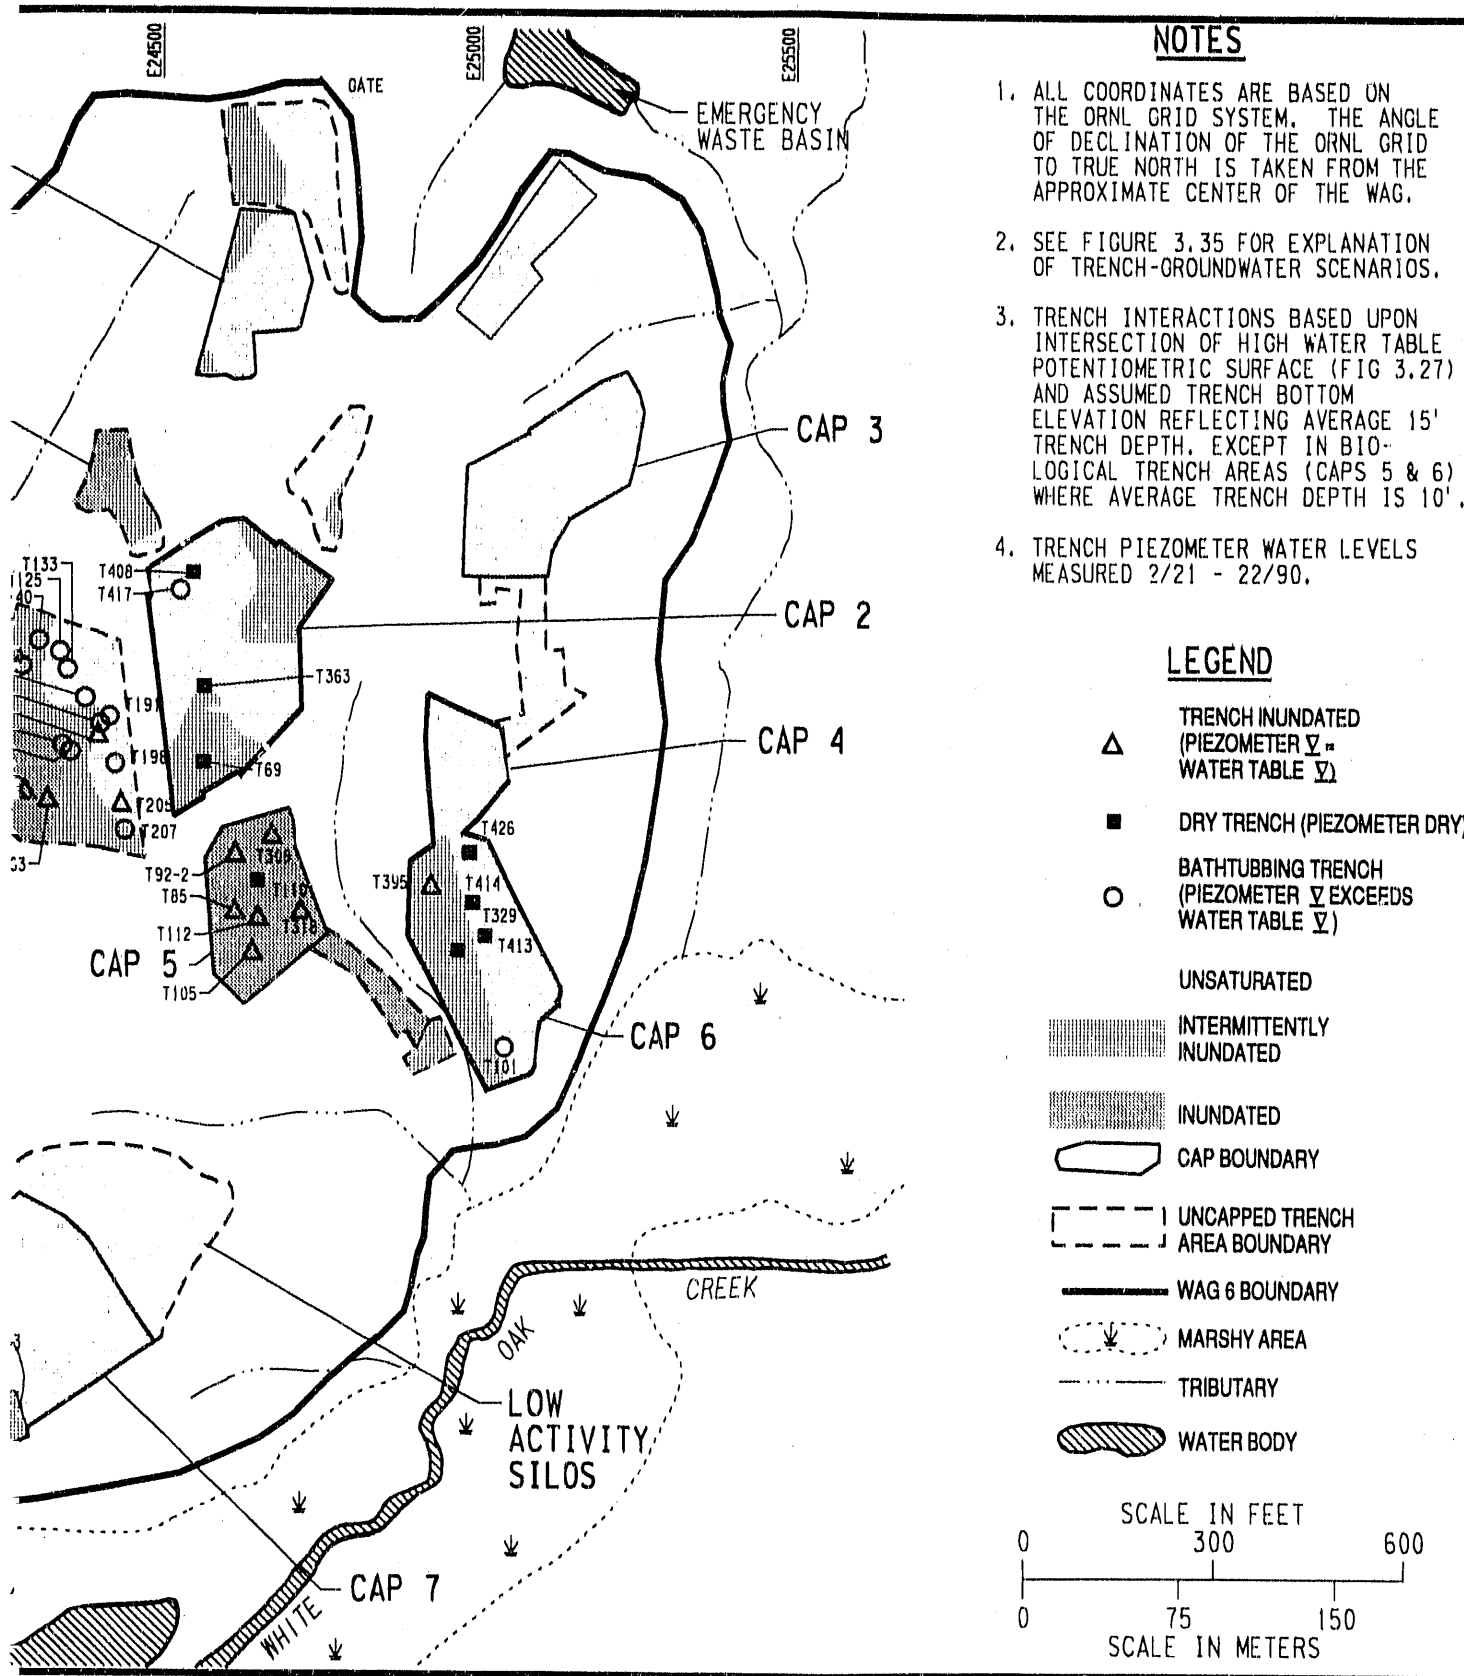 E24500
E25000
E25500
GATE
EMERGENCY
WASTE BASIN
CAP 3
T133
T125
40
T408
T417
CAP 2
T363
T191
T198
T69
T205
T207
CAP 4
T426
T395
T414
T329
T413
T92-2
T309
T85
T110
T112
T318
CAP 5
T105
CAP 6
T101
CREEK
OAK
LOW
ACTIVITY
SILOS
CAP 7
WHITE
NOTES
1. ALL COORDINATES ARE BASED ON
THE ORNL GRID SYSTEM. THE ANGLE
OF DECLINATION OF THE ORNL GRID
TO TRUE NORTH IS TAKEN FROM THE
APPROXIMATE CENTER OF THE WAG.
2. SEE FIGURE 3.35 FOR EXPLANATION
OF TRENCH-GROUNDWATER SCENARIOS.
3. TRENCH INTERACTIONS BASED UPON
INTERSECTION OF HIGH WATER TABLE
POTENTIOMETRIC SURFACE (FIG 3.27)
AND ASSUMED TRENCH BOTTOM
ELEVATION REFLECTING AVERAGE 15'
TRENCH DEPTH. EXCEPT IN BIO-
LOGICAL TRENCH AREAS (CAPS 5 & 6)
WHERE AVERAGE TRENCH DEPTH IS 10'.
4. TRENCH PIEZOMETER WATER LEVELS
MEASURED 2/21 - 22/90.
LEGEND
TRENCH INUNDATED
(PIEZOMETER ∇ =
WATER TABLE ∇)
DRY TRENCH (PIEZOMETER DRY)
BATHTUBBING TRENCH
(PIEZOMETER ∇ EXCEEDS
WATER TABLE ∇)
UNSATURATED
INTERMITTENTLY
INUNDATED
INUNDATED
CAP BOUNDARY
UNCAPPED TRENCH
AREA BOUNDARY
WAG 6 BOUNDARY
MARSHY AREA
TRIBUTARY
WATER BODY
SCALE IN FEET
0 300 600
0 75 150
SCALE IN METERS